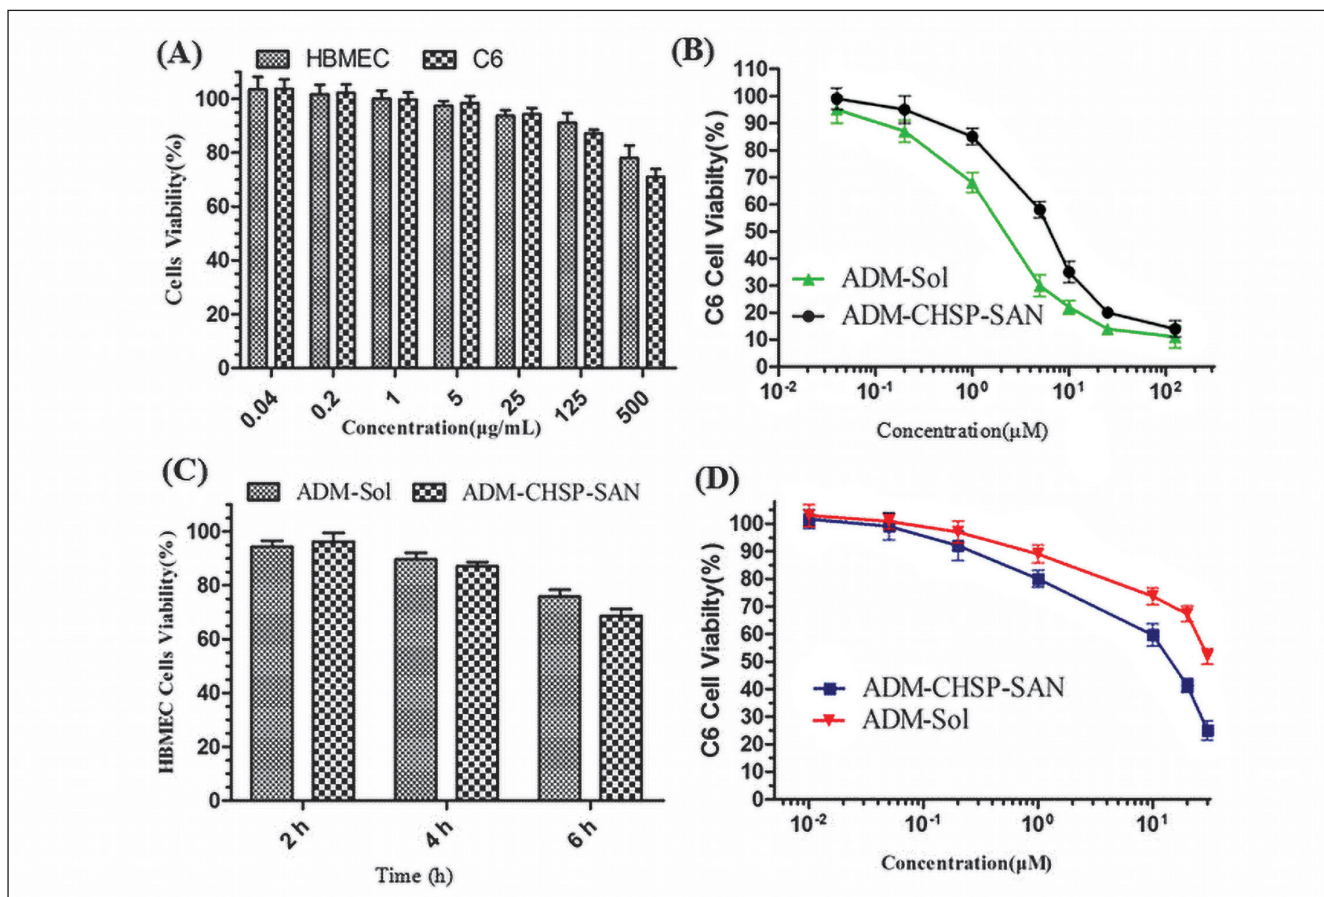 (A)
HBMEC C6
Cells Viability(%)
100
80
60
40
20
0
0.04 0.2 1 5 25 125 500
Concentration(µg/mL)
(B)
C6 Cell Viabilty(%)
110
100
90
80
70
60
50
40
30
20
10
0
ADM-Sol
ADM-CHSP-SAN
10-2 10-1 100 101 102
Concentration(µM)
(C)
ADM-Sol ADM-CHSP-SAN
HBMEC Cells Viability(%)
100
80
60
40
20
0
2 h 4 h 6 h
Time (h)
(D)
C6 Cell Viabilty(%)
100
90
80
70
60
50
40
30
20
10
0
ADM-CHSP-SAN
ADM-Sol
10-2 10-1 100 101
Concentration(µM)